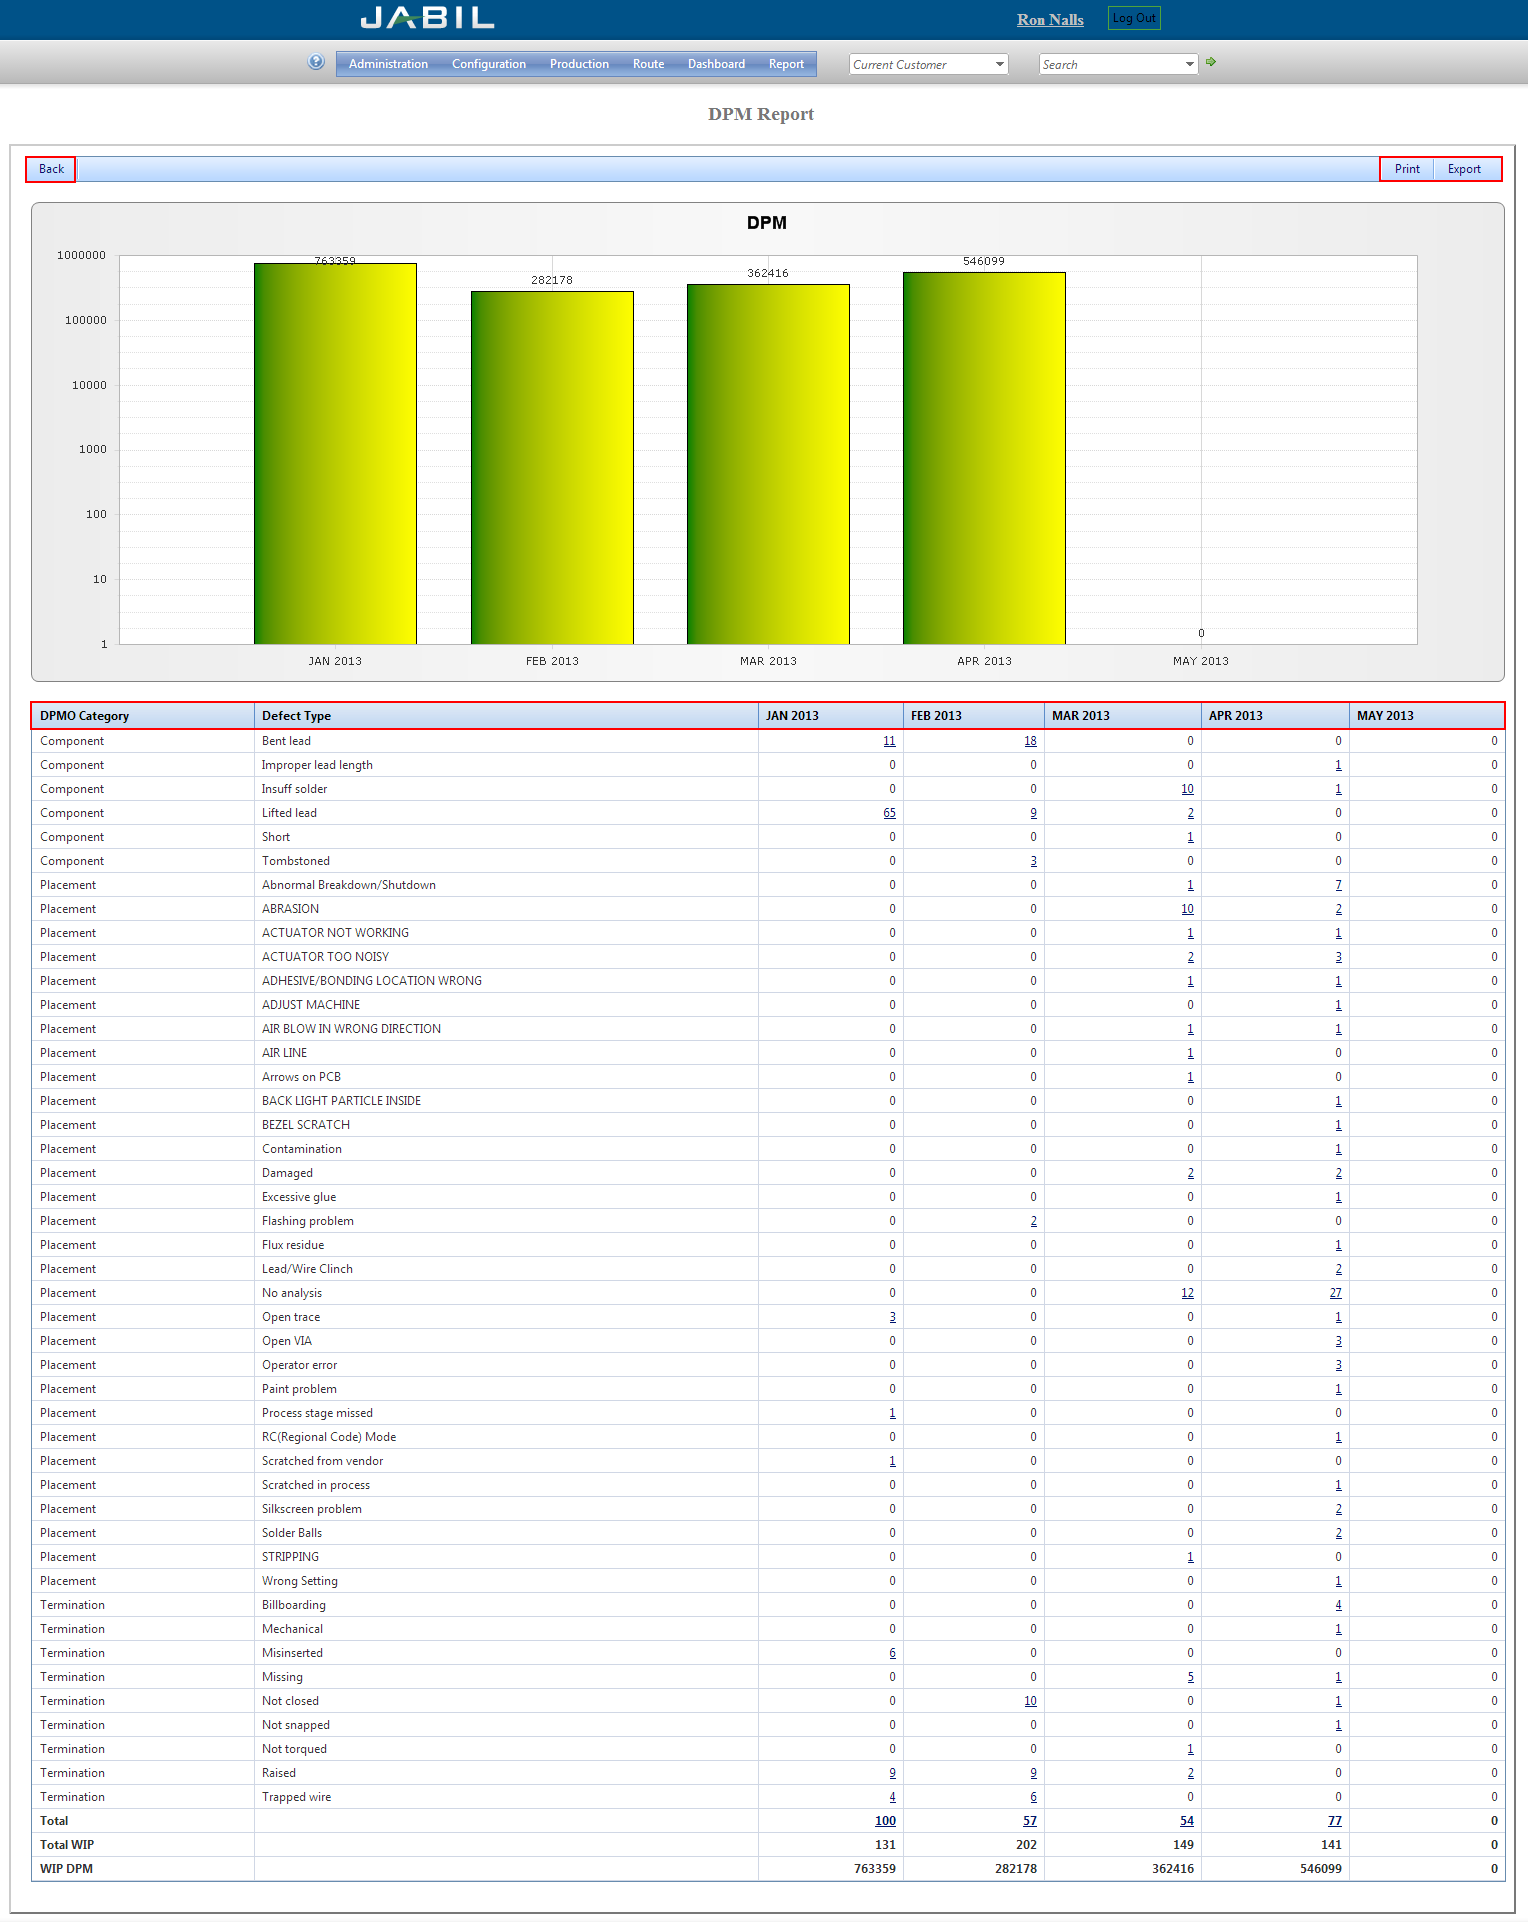 JABIL
Ron Nalls
Log Out
?
Administration Configuration Production Route Dashboard Report
Current Customer
Search
DPM Report
Back
Print Export
DPM
1000000
100000
10000
1000
100
10
1
763359
282178
362416
546099
0
JAN 2013 FEB 2013 MAR 2013 APR 2013 MAY 2013
DPMO Category Defect Type JAN 2013 FEB 2013 MAR 2013 APR 2013 MAY 2013
Component Bent lead 11 18 0 0 0
Component Improper lead length 0 0 0 1 0
Component Insuff solder 0 0 10 1 0
Component Lifted lead 65 9 2 0 0
Component Short 0 0 1 0 0
Component Tombstoned 0 3 0 0 0
Placement Abnormal Breakdown/Shutdown 0 0 1 7 0
Placement ABRASION 0 0 10 2 0
Placement ACTUATOR NOT WORKING 0 0 1 1 0
Placement ACTUATOR TOO NOISY 0 0 2 3 0
Placement ADHESIVE/BONDING LOCATION WRONG 0 0 1 1 0
Placement ADJUST MACHINE 0 0 0 1 0
Placement AIR BLOW IN WRONG DIRECTION 0 0 1 1 0
Placement AIR LINE 0 0 1 0 0
Placement Arrows on PCB 0 0 1 0 0
Placement BACK LIGHT PARTICLE INSIDE 0 0 0 1 0
Placement BEZEL SCRATCH 0 0 0 1 0
Placement Contamination 0 0 0 1 0
Placement Damaged 0 0 2 2 0
Placement Excessive glue 0 0 0 1 0
Placement Flashing problem 0 2 0 0 0
Placement Flux residue 0 0 0 1 0
Placement Lead/Wire Clinch 0 0 0 2 0
Placement No analysis 0 0 12 27 0
Placement Open trace 3 0 0 1 0
Placement Open VIA 0 0 0 3 0
Placement Operator error 0 0 0 3 0
Placement Paint problem 0 0 0 1 0
Placement Process stage missed 1 0 0 0 0
Placement RC(Regional Code) Mode 0 0 0 1 0
Placement Scratched from vendor 1 0 0 0 0
Placement Scratched in process 0 0 0 1 0
Placement Silkscreen problem 0 0 0 2 0
Placement Solder Balls 0 0 0 2 0
Placement STRIPPING 0 0 1 0 0
Placement Wrong Setting 0 0 0 1 0
Termination Billboarding 0 0 0 4 0
Termination Mechanical 0 0 0 1 0
Termination Misinserted 6 0 0 0 0
Termination Missing 0 0 5 1 0
Termination Not closed 0 10 0 1 0
Termination Not snapped 0 0 0 1 0
Termination Not torqued 0 0 1 0 0
Termination Raised 9 9 2 0 0
Termination Trapped wire 4 6 0 0 0
Total 100 57 54 77 0
Total WIP 131 202 149 141 0
WIP DPM 763359 282178 362416 546099 0